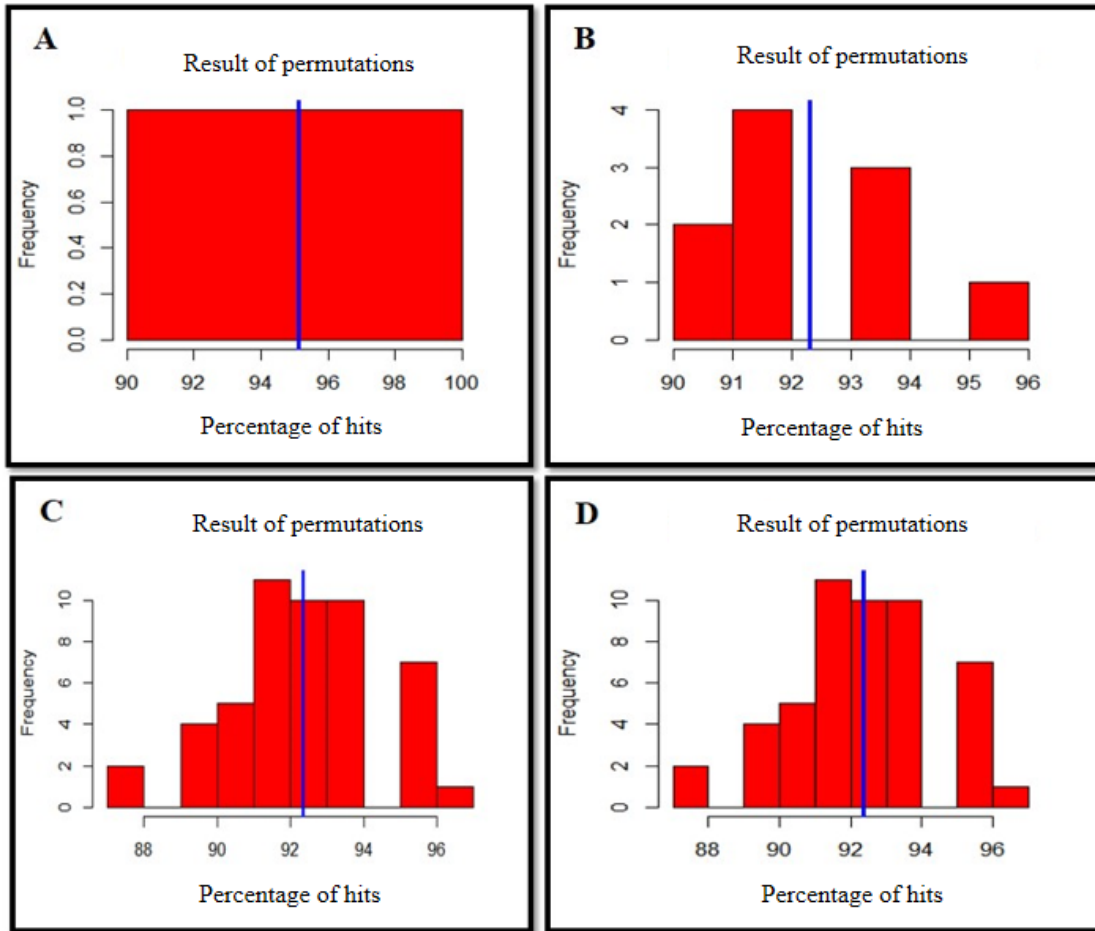 A
Result of permutations
Frequency
0.0 0.2 0.4 0.6 0.8 1.0
90 92 94 96 98 100
Percentage of hits
B
Result of permutations
Frequency
0 1 2 3 4
90 91 92 93 94 95 96
Percentage of hits
C
Result of permutations
Frequency
0 2 4 6 8 10
88 90 92 94 96
Percentage of hits
D
Result of permutations
Frequency
0 2 4 6 8 10
88 90 92 94 96
Percentage of hits